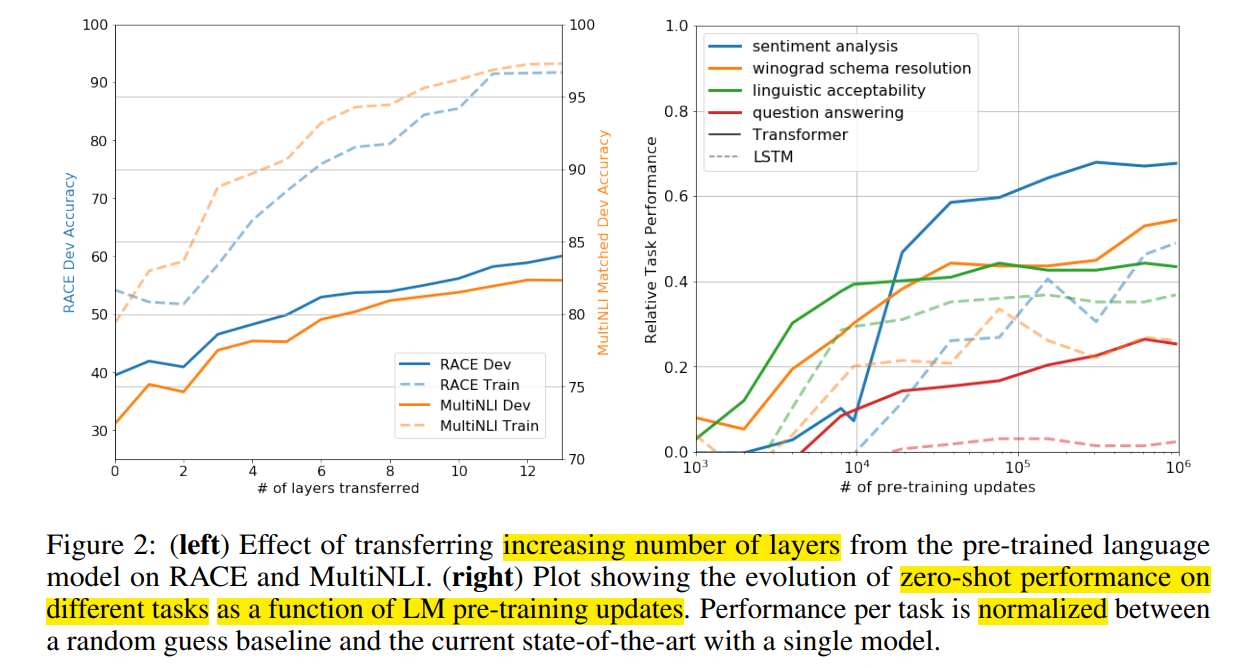 100
90
80
70
60
50
40
30
RACE Dev Accuracy
0 2 4 6 8 10 12
# of layers transferred
100
95
90
85
80
75
70
MultiNLI Matched Dev Accuracy
RACE Dev
RACE Train
MultiNLI Dev
MultiNLI Train
1.0
0.8
0.6
0.4
0.2
0.0
Relative Task Performance
sentiment analysis
winograd schema resolution
linguistic acceptability
question answering
Transformer
LSTM
10³ 10⁴ 10⁵ 10⁶
# of pre-training updates
Figure 2: (left) Effect of transferring increasing number of layers from the pre-trained language
model on RACE and MultiNLI. (right) Plot showing the evolution of zero-shot performance on
different tasks as a function of LM pre-training updates. Performance per task is normalized between
a random guess baseline and the current state-of-the-art with a single model.